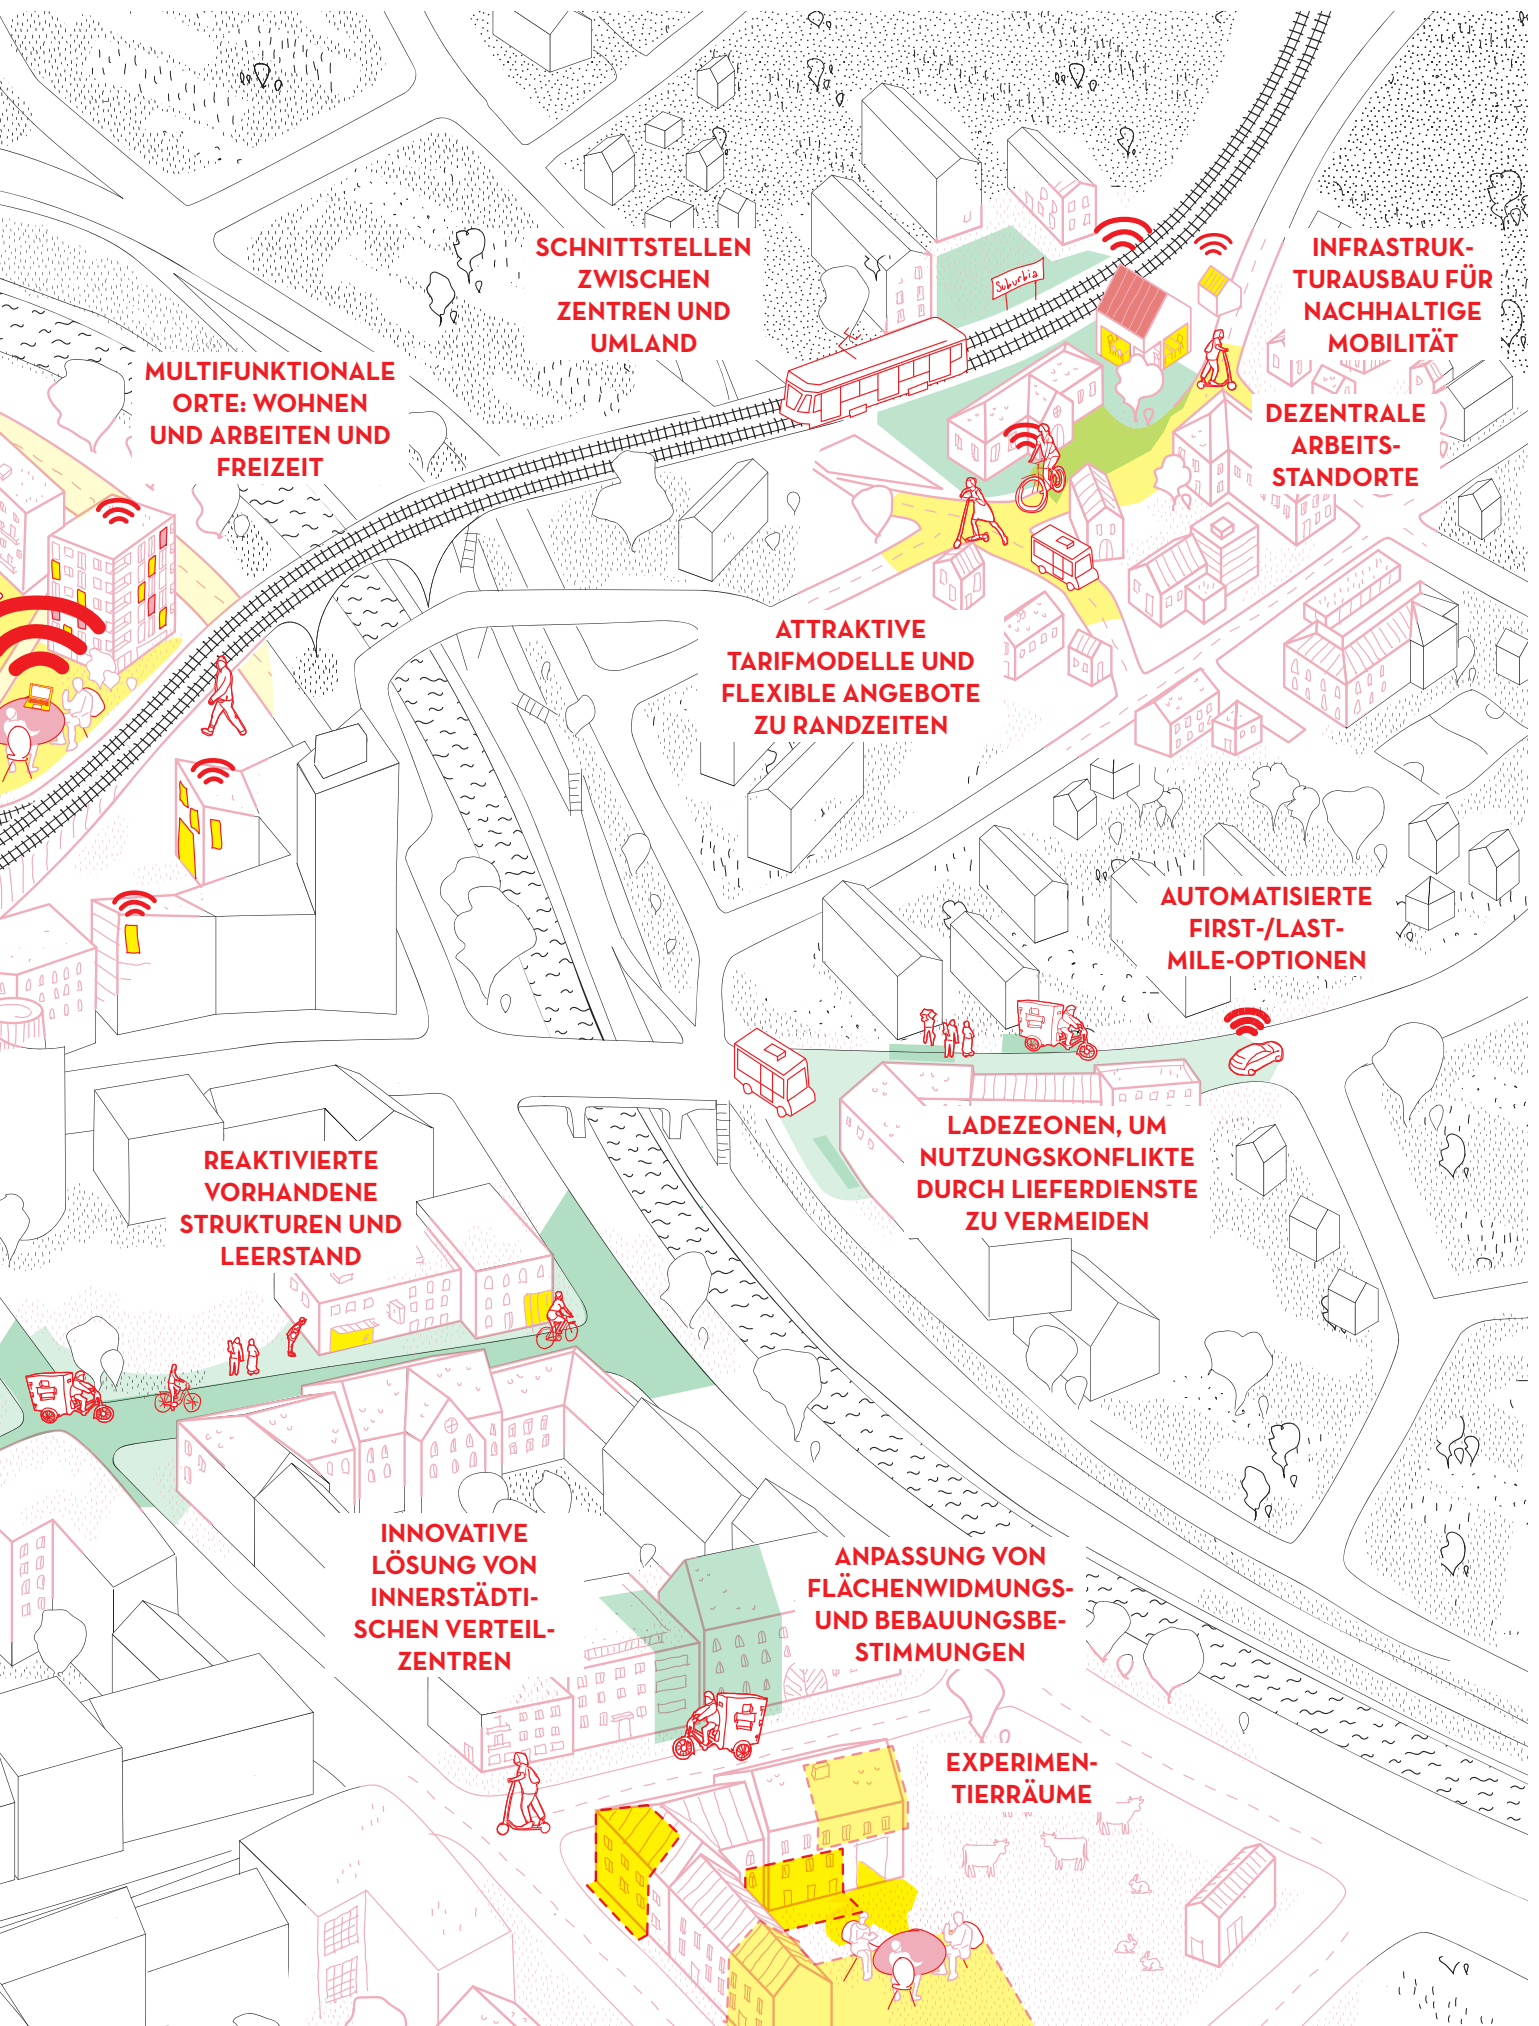 SCHNITTSTELLEN
ZWISCHEN
ZENTREN UND
UMLAND
Suburbia
INFRASTRUK-
TURAUSBAU FÜR
NACHHALTIGE
MOBILITÄT
MULTIFUNKTIONALE
ORTE: WOHNEN
UND ARBEITEN UND
FREIZEIT
DEZENTRALE
ARBEITS-
STANDORTE
ATTRAKTIVE
TARIFMODELLE UND
FLEXIBLE ANGEBOTE
ZU RANDZEITEN
AUTOMATISIERTE
FIRST-/LAST-
MILE-OPTIONEN
LADEZEONEN, UM
NUTZUNGSKONFLIKTE
DURCH LIEFERDIENSTE
ZU VERMEIDEN
REAKTIVIERTE
VORHANDENE
STRUKTUREN UND
LEERSTAND
INNOVATIVE
LÖSUNG VON
INNERSTÄDTI-
SCHEN VERTEIL-
ZENTREN
ANPASSUNG VON
FLÄCHENWIDMUNGS-
UND BEBAUUNGSBE-
STIMMUNGEN
EXPERIMEN-
TIERRÄUME